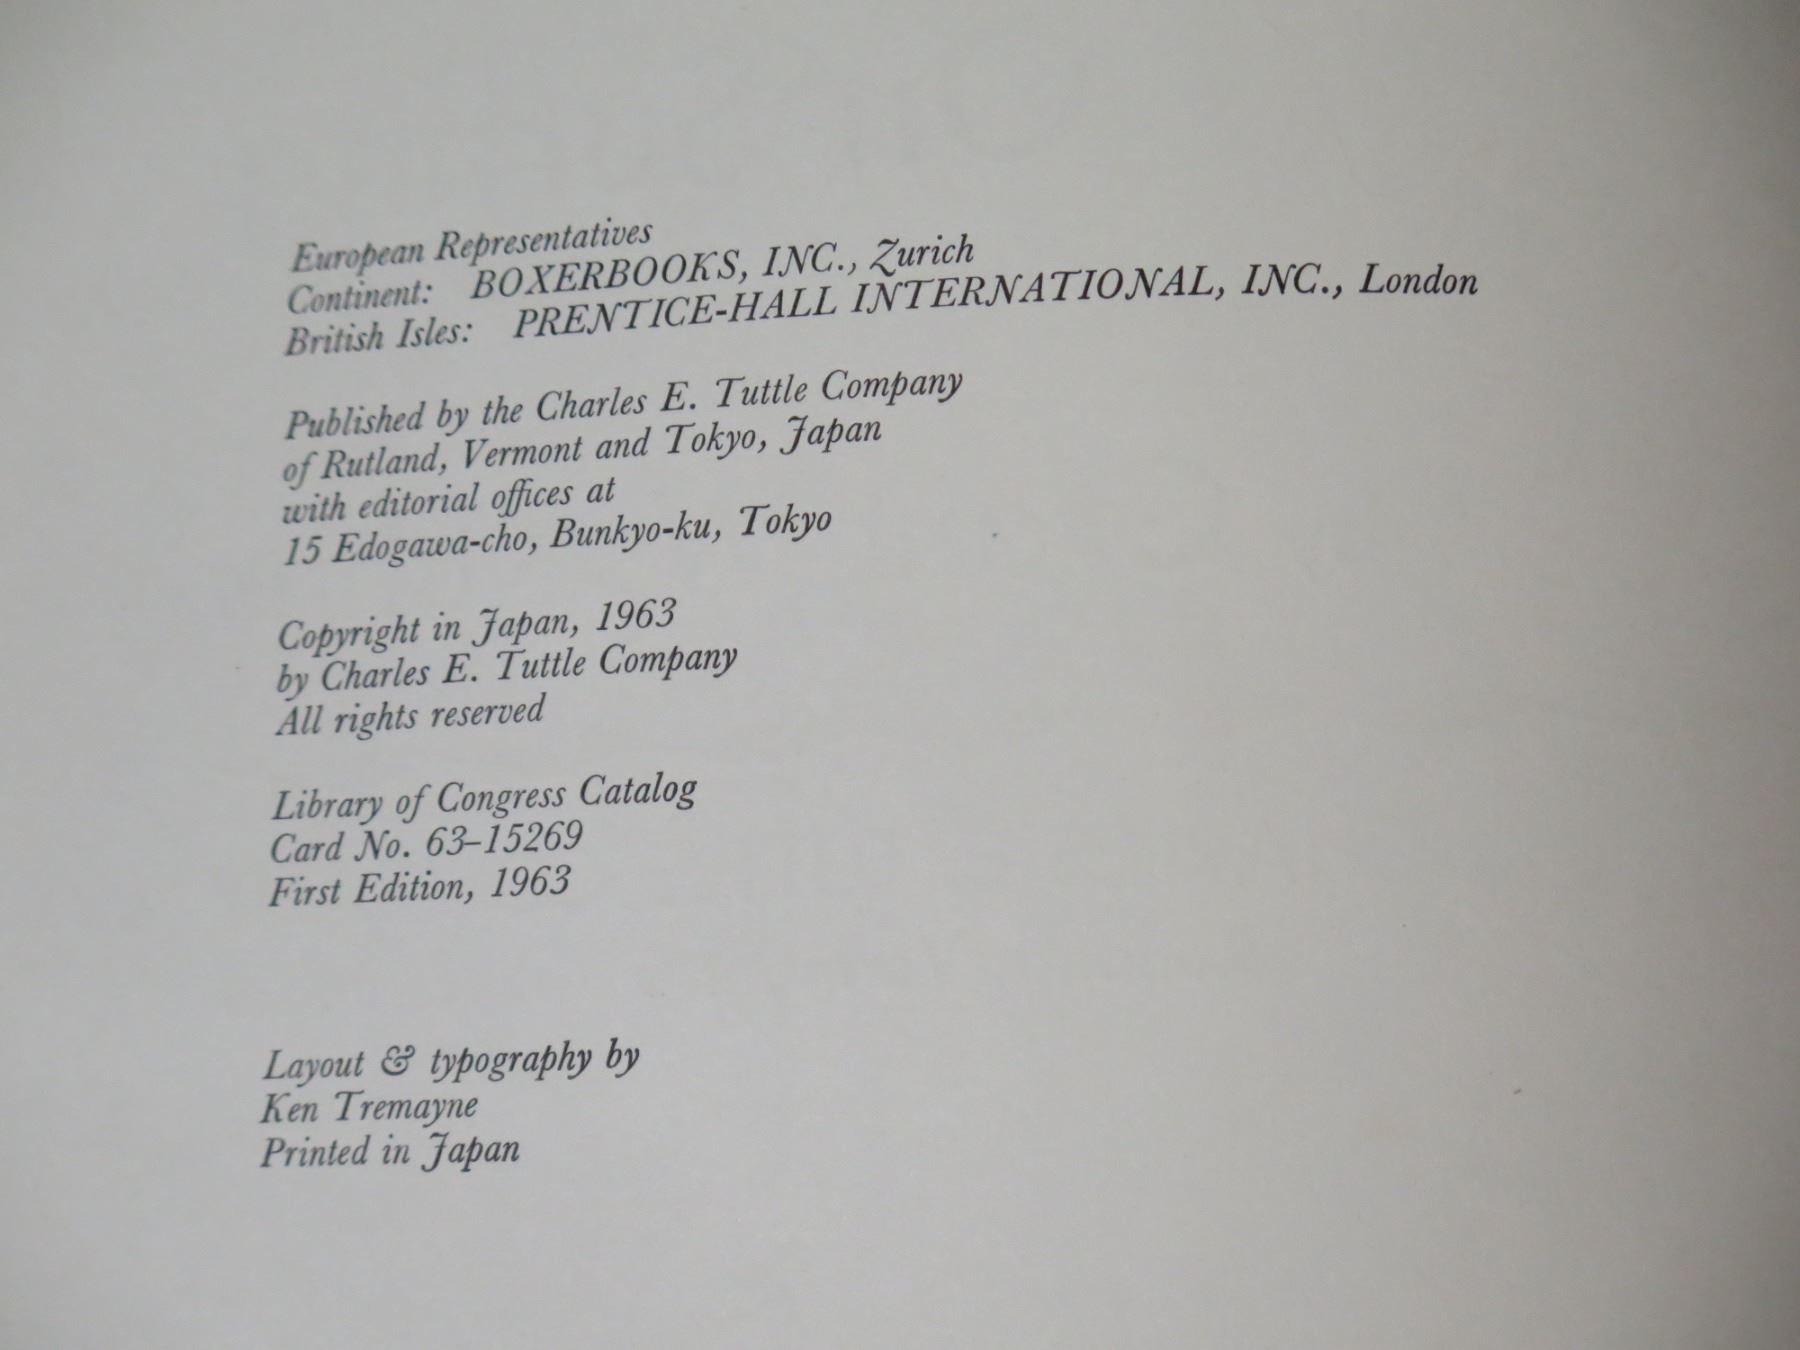 European Representatives
Continent: BOXERBOOKS, INC., Zurich
British Isles: PRENTICE-HALL INTERNATIONAL, INC., London
Published by the Charles E. Tuttle Company
of Rutland, Vermont and Tokyo, Japan
with editorial offices at
15 Edogawa-cho, Bunkyo-ku, Tokyo
Copyright in Japan, 1963
by Charles E. Tuttle Company
All rights reserved
Library of Congress Catalog
Card No. 63–15269
First Edition, 1963
Layout & typography by
Ken Tremayne
Printed in Japan